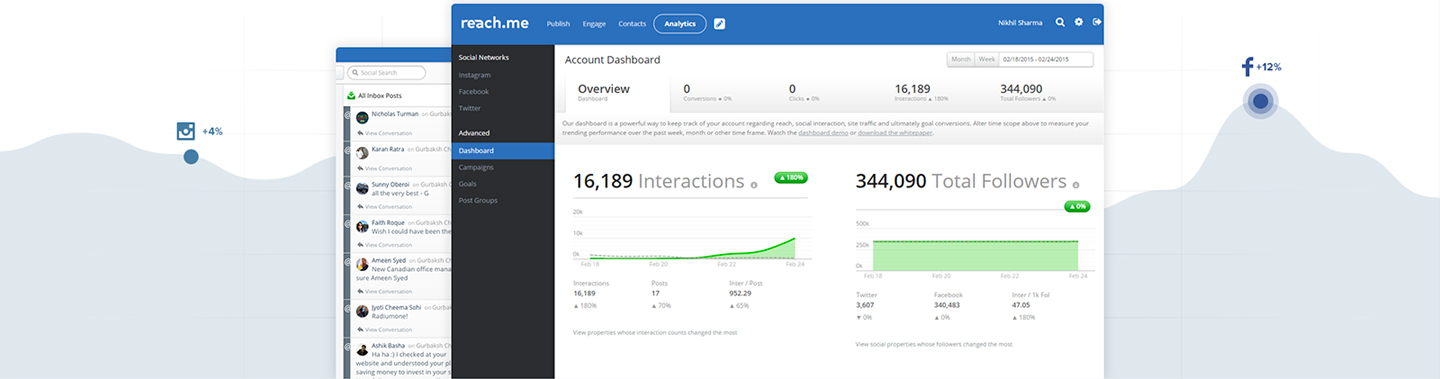 reach.me
Publish Engage Contacts Analytics
Nikhil Sharma
Social Networks
Instagram
Facebook
Twitter
Advanced
Dashboard
Campaigns
Goals
Post Groups
Account Dashboard
Month Week 02/18/2015 - 02/24/2015
Overview
Dashboard
0
Conversions 0%
0
Clicks 0%
16,189
Interactions ▲ 180%
344,090
Total Followers ▲ 0%
Our dashboard is a powerful way to keep track of your account regarding reach, social interaction, site traffic and ultimately goal conversions. Alter time scope above to measure your
trending performance over the past week, month or other time frame. Watch the dashboard demo or download the whitepaper.
16,189 Interactions
▲ 180%
20k
10k
0k
Feb 18 Feb 20 Feb 22 Feb 24
Interactions Posts Inter / Post
16,189 17 952.29
▲ 180% ▲ 70% ▲ 65%
View properties whose interaction counts changed the most
344,090 Total Followers
▲ 0%
500k
250k
0k
Feb 18 Feb 20 Feb 22 Feb 24
Twitter Facebook Inter / 1k Fol
3,607 340,483 47.05
▼ 0% ▲ 0% ▲ 180%
View social properties whose followers changed the most
Social Search
All Inbox Posts
Nicholas Turman on Gurba
View Conversation
Karan Ratra on Gurbaksh C
View Conversation
Sunny Oberoi on Gurbaksh
all the very best - G
View Conversation
Faith Roque on Gurbaksh Ch
Wish I could have been the
View Conversation
Ameen Syed on Gurbaksh C
New Canadian office mana
sure Ameen Syed
View Conversation
Jyoti Cheema Sohi on Gurb
Radiumone!
View Conversation
Ashik Basha on Gurbaksh Ch
Ha ha :) I checked at your
website and understood your pl
saving money to invest in your s
+4%
f +12%